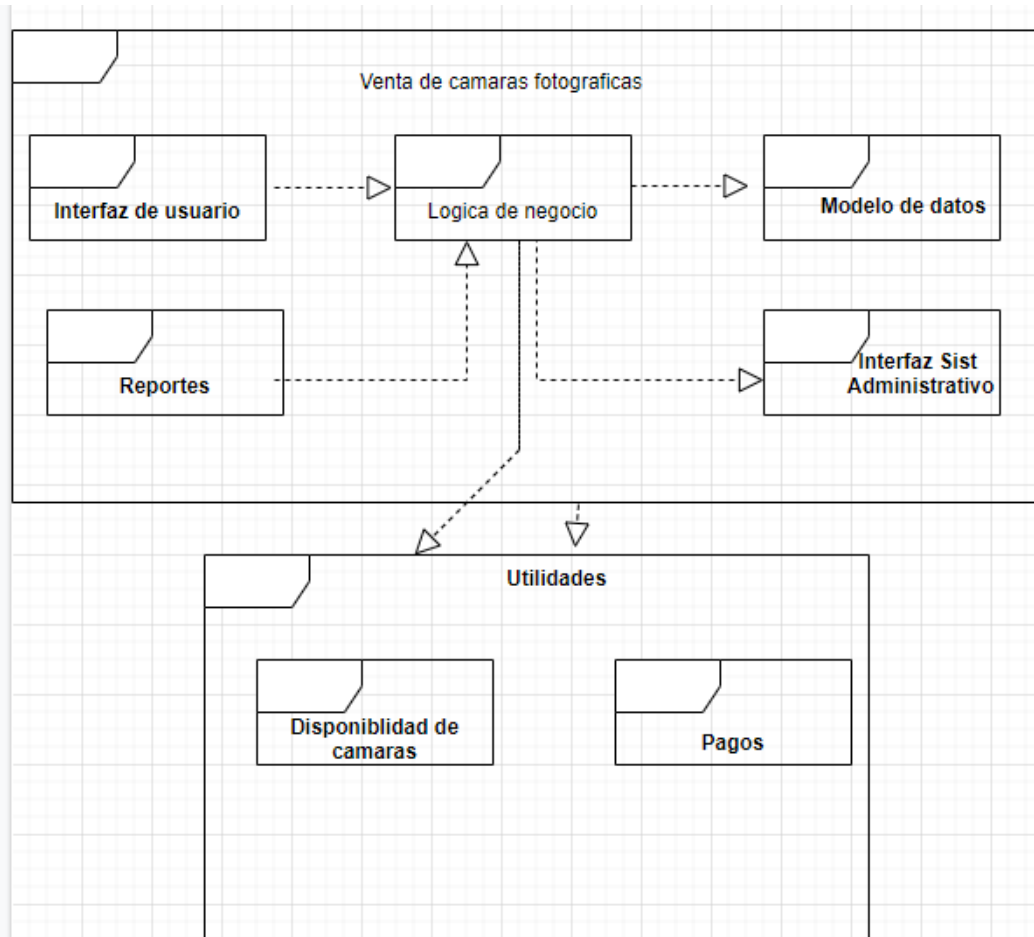 Venta de camaras fotograficas
Interfaz de usuario
Logica de negocio
Modelo de datos
Reportes
Interfaz Sist
Administrativo
Utilidades
Disponiblidad de
camaras
Pagos